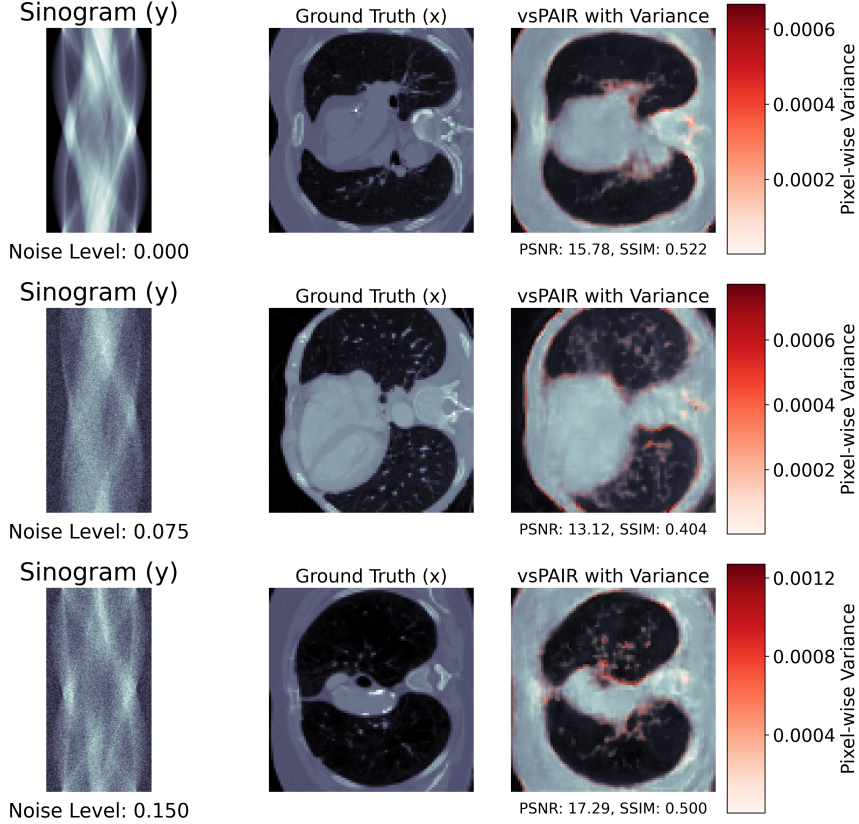 Sinogram (y)
Ground Truth (x)
vsPAIR with Variance
0.0006
0.0004
0.0002
Pixel-wise Variance
Noise Level: 0.000
PSNR: 15.78, SSIM: 0.522
Sinogram (y)
Ground Truth (x)
vsPAIR with Variance
0.0006
0.0004
0.0002
Pixel-wise Variance
Noise Level: 0.075
PSNR: 13.12, SSIM: 0.404
Sinogram (y)
Ground Truth (x)
vsPAIR with Variance
0.0012
0.0008
0.0004
Pixel-wise Variance
Noise Level: 0.150
PSNR: 17.29, SSIM: 0.500